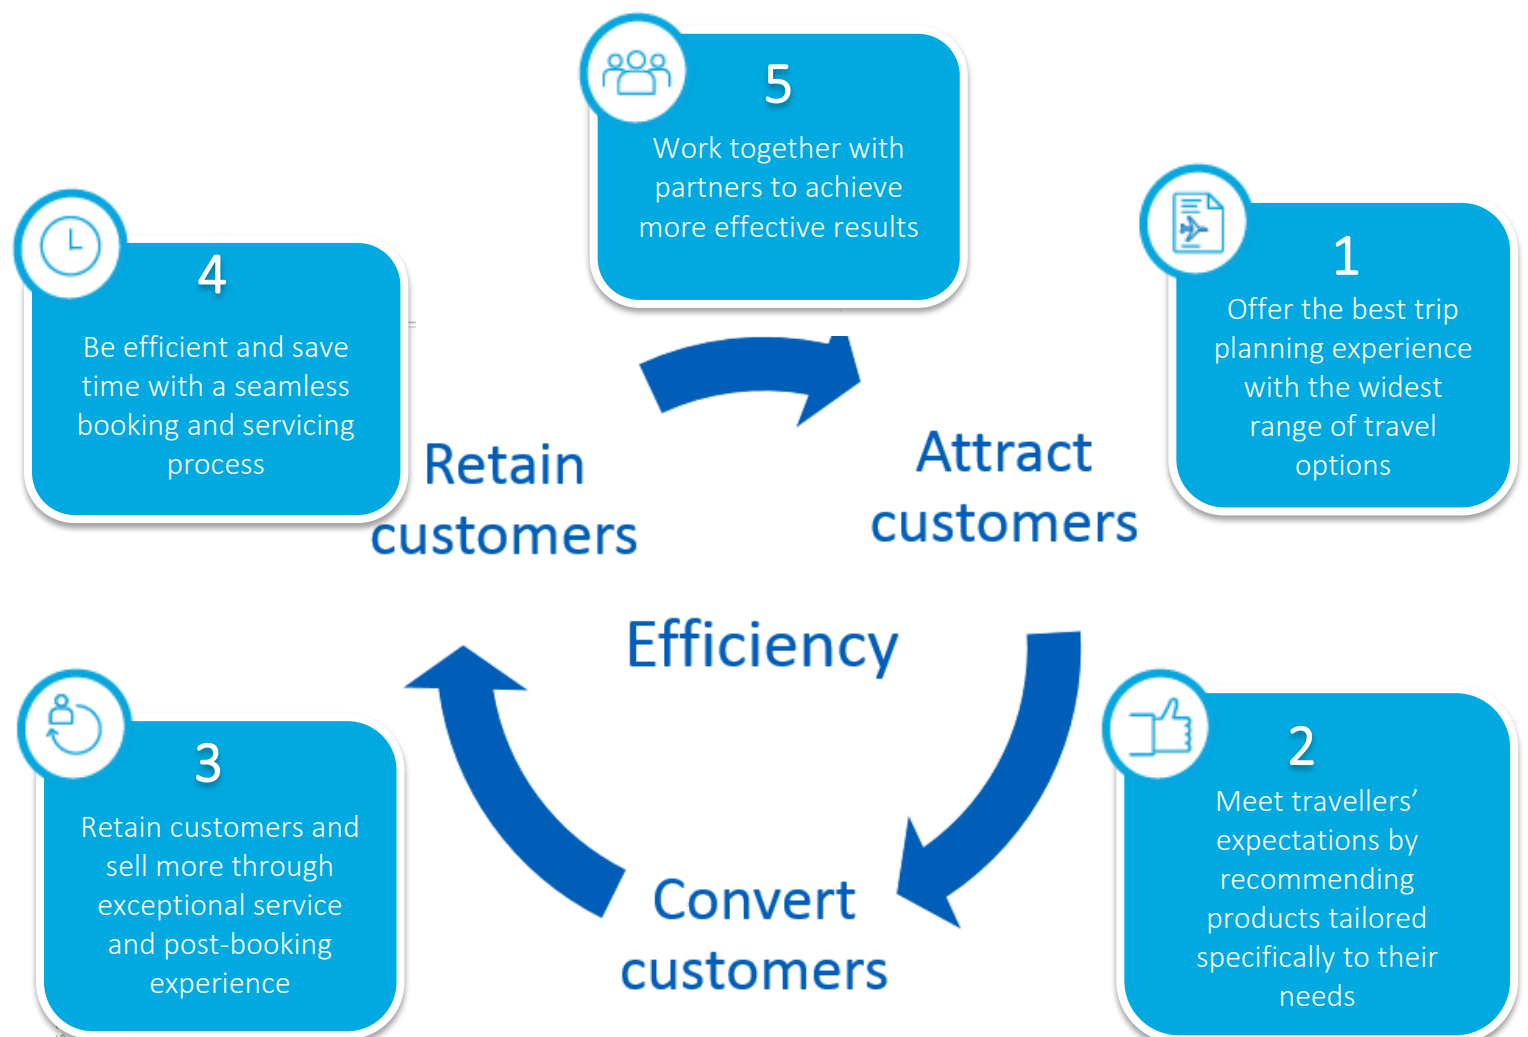 5
Work together with
partners to achieve
more effective results
1
Offer the best trip
planning experience
with the widest
range of travel
options
4
Be efficient and save
time with a seamless
booking and servicing
process
Retain
customers
Attract
customers
Efficiency
3
Retain customers and
sell more through
exceptional service
and post-booking
experience
2
Meet travellers’
expectations by
recommending
products tailored
specifically to their
needs
Convert
customers